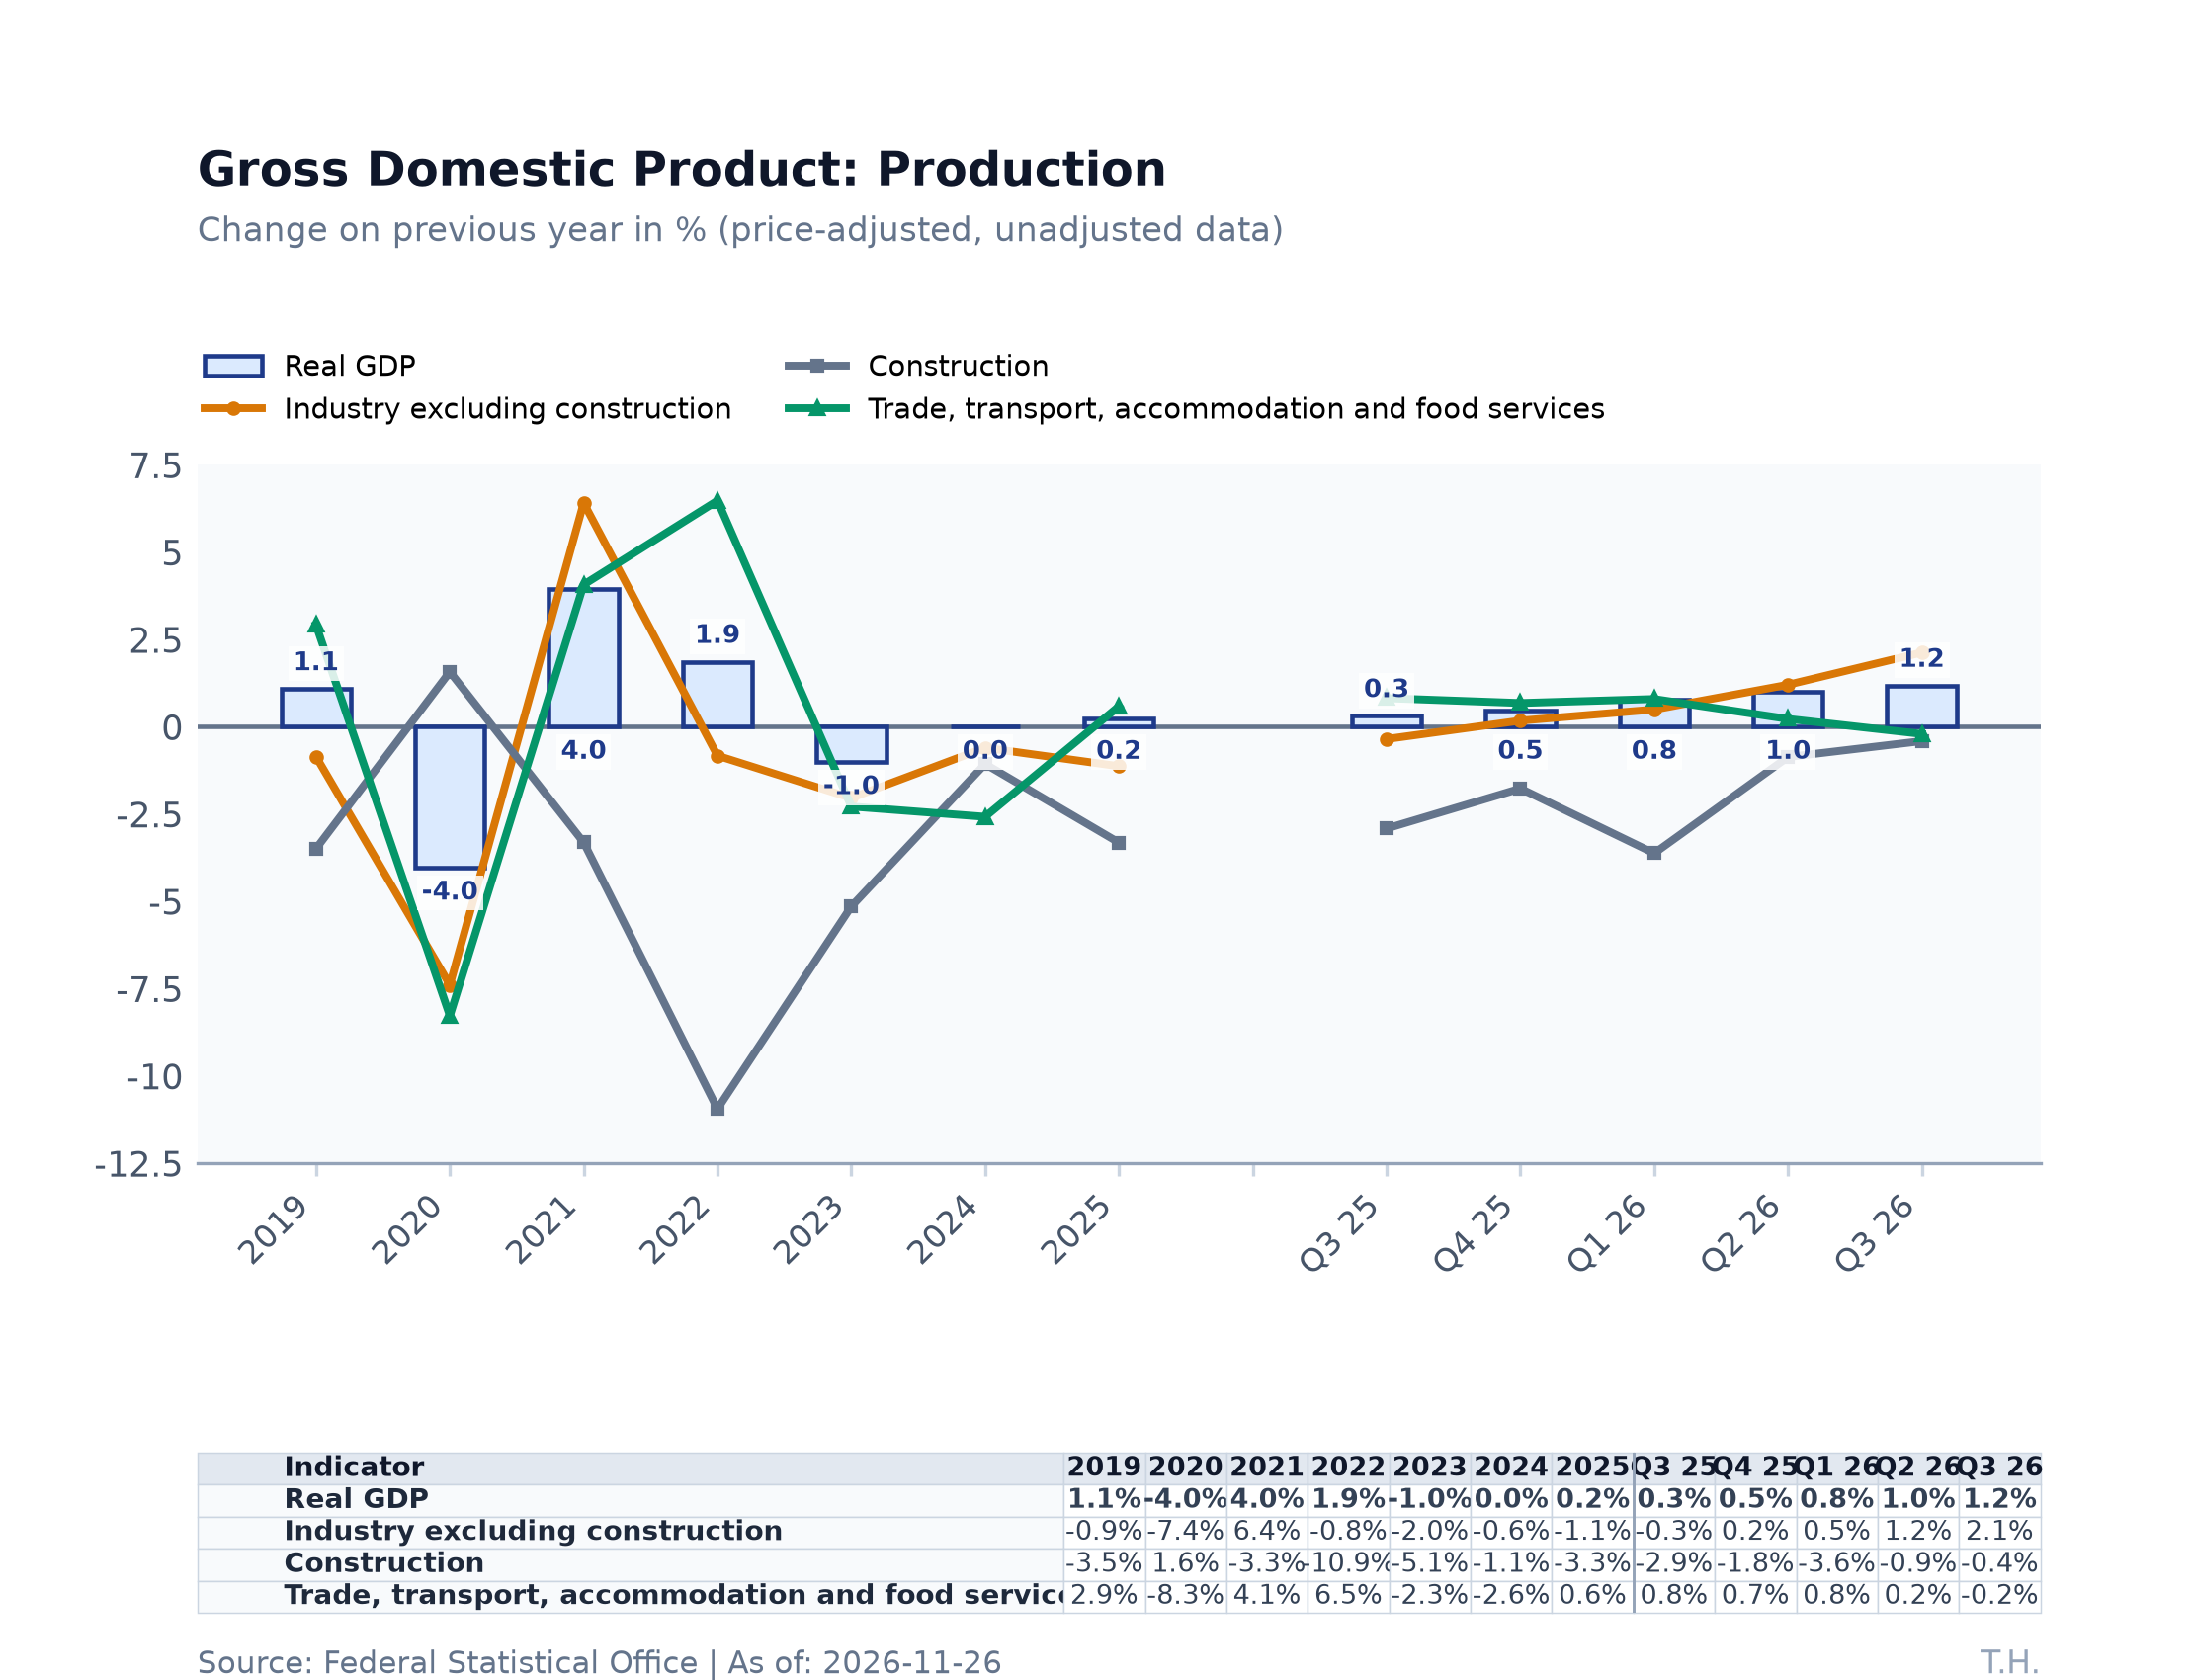 Gross Domestic Product: Production
Change on previous year in % (price-adjusted, unadjusted data)
Real GDP
Construction
Industry excluding construction
Trade, transport, accommodation and food services
7.5
5
2.5
0
-2.5
-5
-7.5
-10
-12.5
1.1
-4.0
4.0
1.9
-1.0
0.0
0.2
0.3
0.5
0.8
1.0
1.2
2019
2020
2021
2022
2023
2024
2025
Q3 25
Q4 25
Q1 26
Q2 26
Q3 26
Indicator 2019 2020 2021 2022 2023 2024 2025 Q3 25 Q4 25 Q1 26 Q2 26 Q3 26
Real GDP 1.1% -4.0% 4.0% 1.9% -1.0% 0.0% 0.2% 0.3% 0.5% 0.8% 1.0% 1.2%
Industry excluding construction -0.9% -7.4% 6.4% -0.8% -2.0% -0.6% -1.1% -0.3% 0.2% 0.5% 1.2% 2.1%
Construction -3.5% 1.6% -3.3% -10.9% -5.1% -1.1% -3.3% -2.9% -1.8% -3.6% -0.9% -0.4%
Trade, transport, accommodation and food servic 2.9% -8.3% 4.1% 6.5% -2.3% -2.6% 0.6% 0.8% 0.7% 0.8% 0.2% -0.2%
Source: Federal Statistical Office | As of: 2026-11-26
T.H.